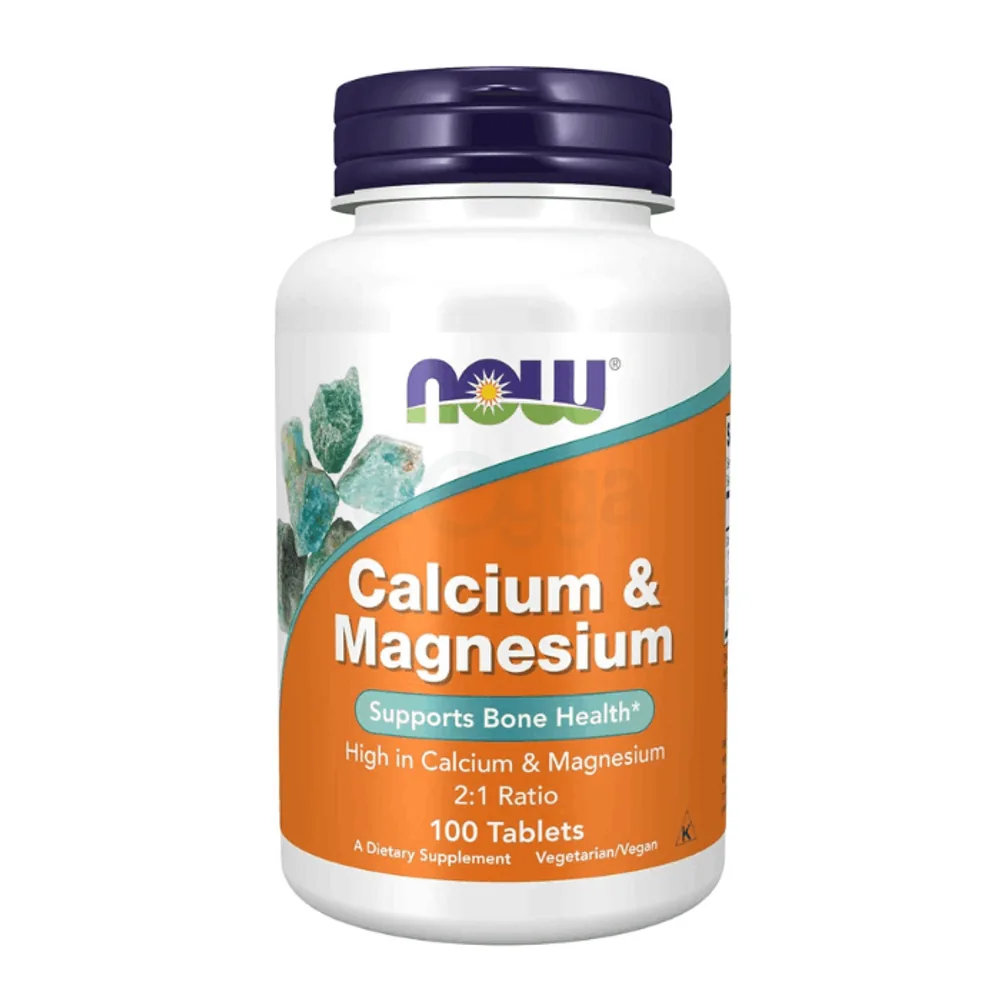 NOW®
Calcium &
Magnesium
Supports Bone Health*
High in Calcium & Magnesium
2:1 Ratio
100 Tablets
A Dietary Supplement Vegetarian/Vegan
K